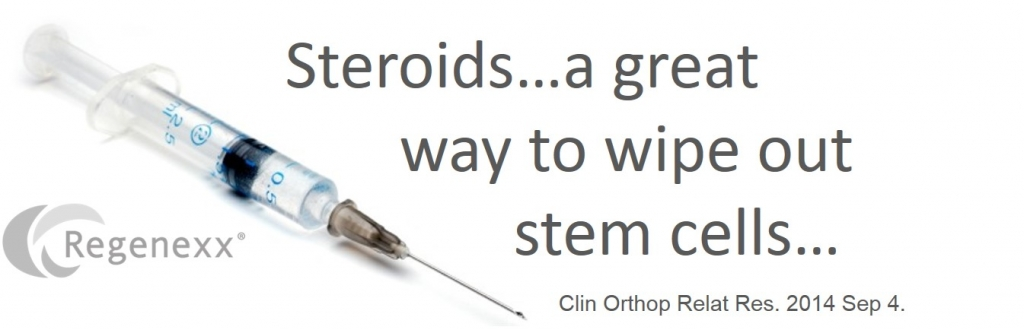 Steroids...a great
way to wipe out
stem cells...
Regenexx®
Clin Orthop Relat Res. 2014 Sep 4.